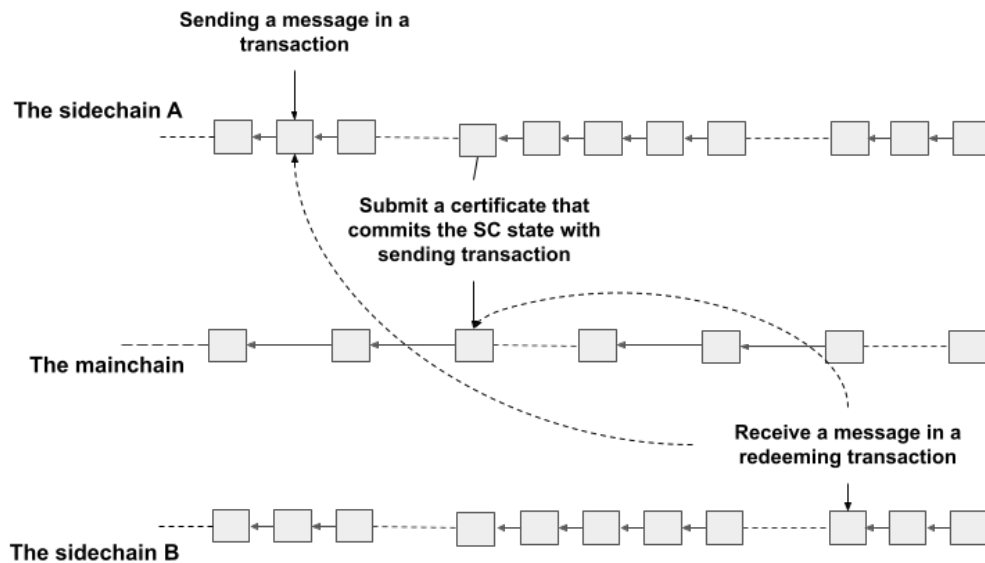 Sending a message in a
transaction
The sidechain A
Submit a certificate that
commits the SC state with
sending transaction
The mainchain
Receive a message in a
redeeming transaction
The sidechain B